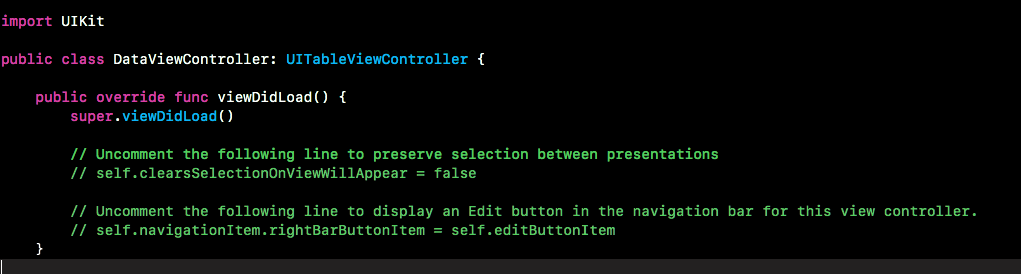 import UIKit
public class DataViewController: UITableViewController {
public override func viewDidLoad() {
super.viewDidLoad()
// Uncomment the following line to preserve selection between presentations
// self.clearsSelectionOnViewWillAppear = false
// Uncomment the following line to display an Edit button in the navigation bar for this view controller.
// self.navigationItem.rightBarButtonItem = self.editButtonItem
}